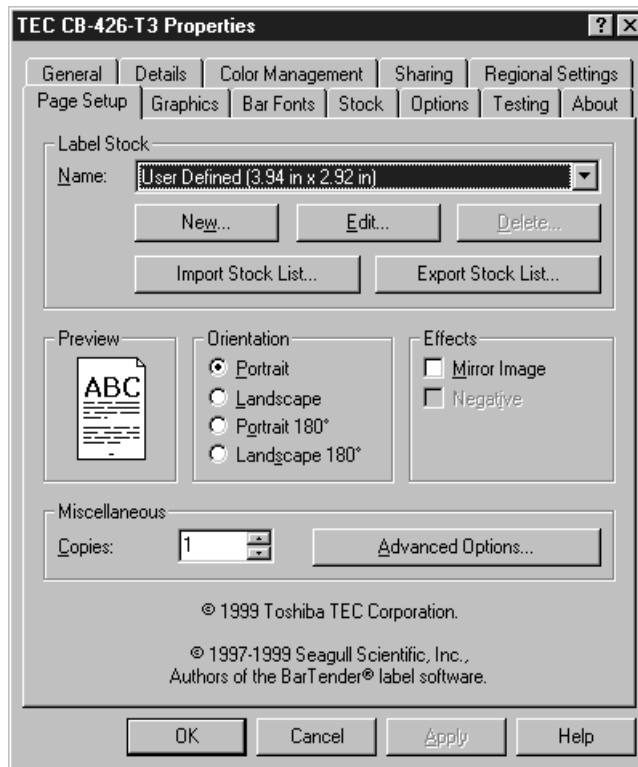 TEC CB-426-T3 Properties
General Details Color Management Sharing Regional Settings
Page Setup Graphics Bar Fonts Stock Options Testing About
Label Stock
Name: User Defined (3.94 in x 2.92 in)
New... Edit... Delete...
Import Stock List... Export Stock List...
Preview
ABC
Orientation
Portrait
Landscape
Portrait 180°
Landscape 180°
Effects
Mirror Image
Negative
Miscellaneous
Copies: 1 Advanced Options...
© 1999 Toshiba TEC Corporation.
© 1997-1999 Seagull Scientific, Inc.,
Authors of the BarTender® label software.
OK Cancel Apply Help